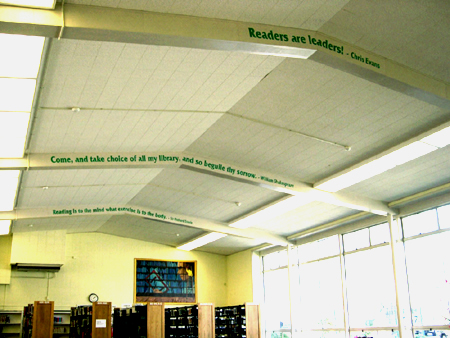 Readers are leaders! - Chris Evans
Come, and take choice of all my library, and so beguile thy sorrow. - William Shakespeare
Reading is to the mind what exercise is to the body. -